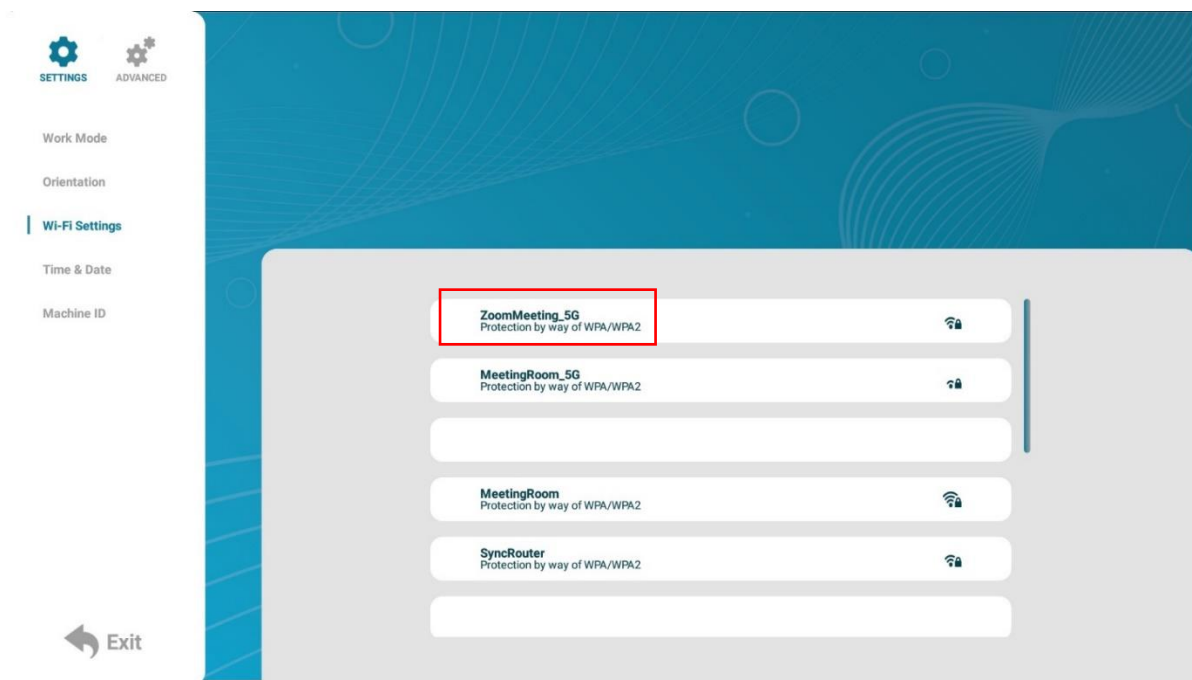 SETTINGS ADVANCED
Work Mode
Orientation
Wi-Fi Settings
Time & Date
Machine ID
ZoomMeeting_5G
Protection by way of WPA/WPA2
MeetingRoom_5G
Protection by way of WPA/WPA2
MeetingRoom
Protection by way of WPA/WPA2
SyncRouter
Protection by way of WPA/WPA2
Exit